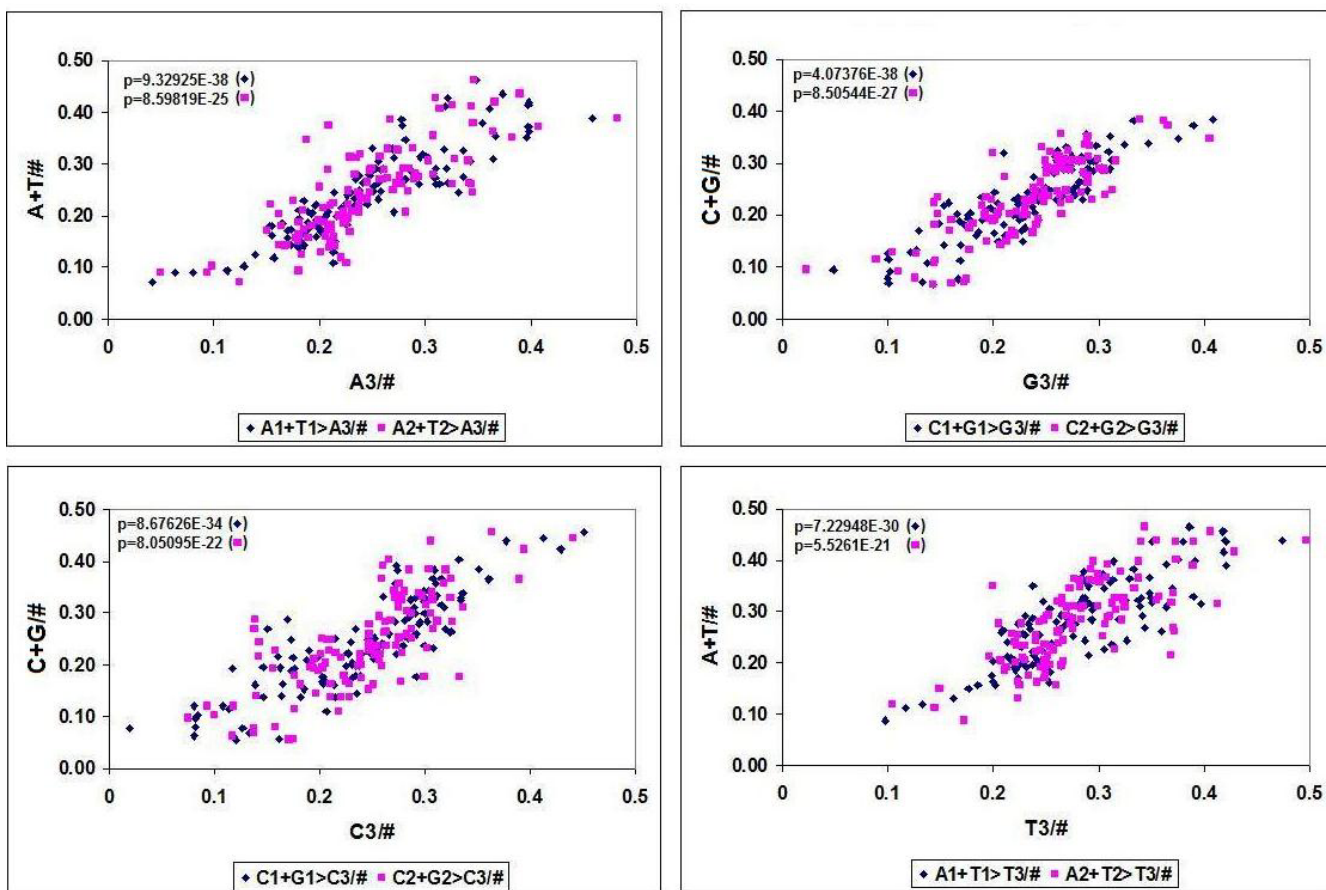 p=9.32925E-38 (♦)
p=8.59819E-25 (■)
A+T/#
0.50
0.40
0.30
0.20
0.10
0.00
0 0.1 0.2 0.3 0.4 0.5
A3/#
♦ A1+T1>A3/# ■ A2+T2>A3/#
p=4.07376E-38 (♦)
p=8.50544E-27 (■)
C+G/#
0.50
0.40
0.30
0.20
0.10
0.00
0 0.1 0.2 0.3 0.4 0.5
G3/#
♦ C1+G1>G3/# ■ C2+G2>G3/#
p=8.67626E-34 (♦)
p=8.05095E-22 (■)
C+G/#
0.50
0.40
0.30
0.20
0.10
0.00
0 0.1 0.2 0.3 0.4 0.5
C3/#
♦ C1+G1>C3/# ■ C2+G2>C3/#
p=7.22948E-30 (♦)
p=5.5261E-21 (■)
A+T/#
0.50
0.40
0.30
0.20
0.10
0.00
0 0.1 0.2 0.3 0.4 0.5
T3/#
♦ A1+T1>T3/# ■ A2+T2>T3/#